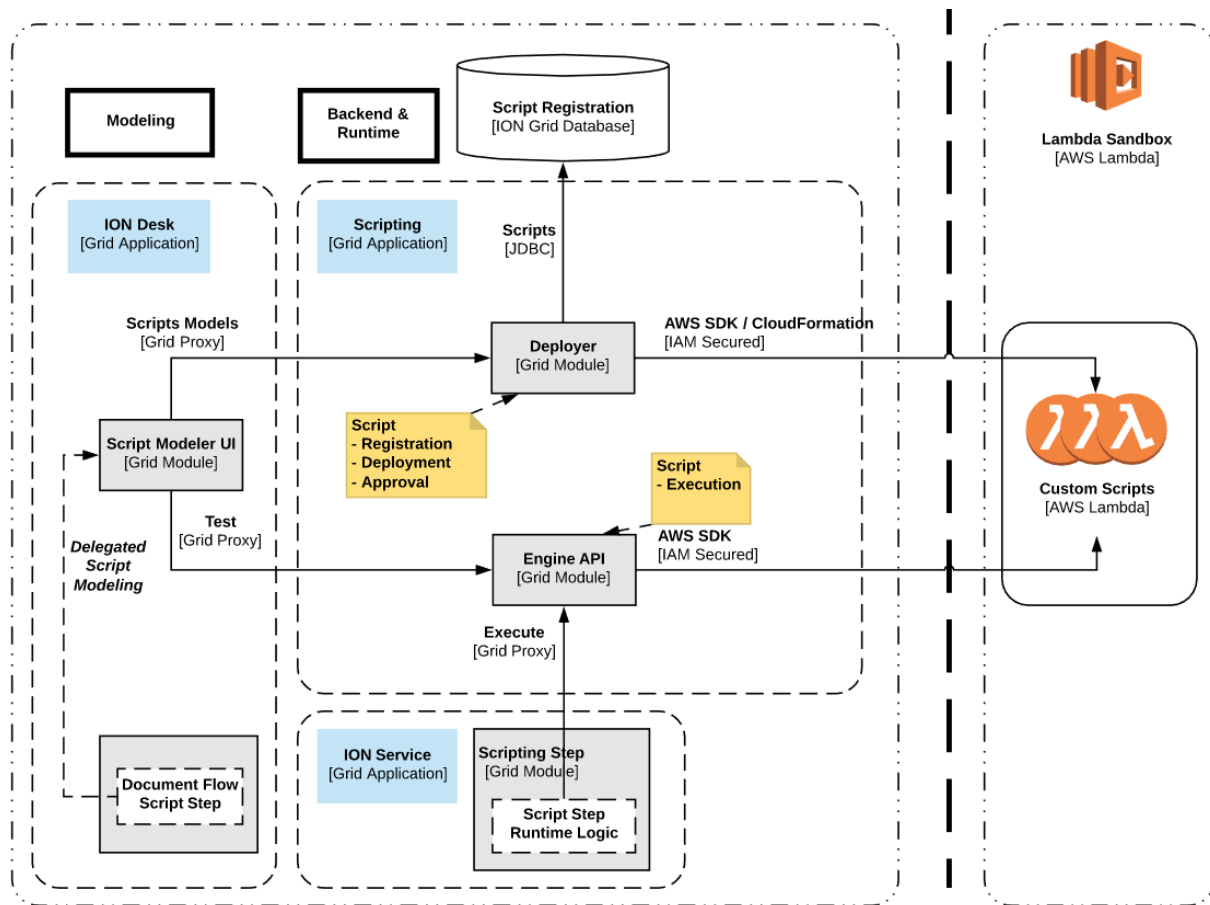 Modeling
Backend &
Runtime
Script Registration
[ION Grid Database]
Lambda Sandbox
[AWS Lambda]
ION Desk
[Grid Application]
Scripting
[Grid Application]
Scripts
[JDBC]
Scripts Models
[Grid Proxy]
Deployer
[Grid Module]
AWS SDK / CloudFormation
[IAM Secured]
Script
- Registration
- Deployment
- Approval
Script Modeler UI
[Grid Module]
Script
- Execution
Custom Scripts
[AWS Lambda]
Test
[Grid Proxy]
Delegated
Script
Modeling
Engine API
[Grid Module]
AWS SDK
[IAM Secured]
Execute
[Grid Proxy]
Document Flow
Script Step
ION Service
[Grid Application]
Scripting Step
[Grid Module]
Script Step
Runtime Logic